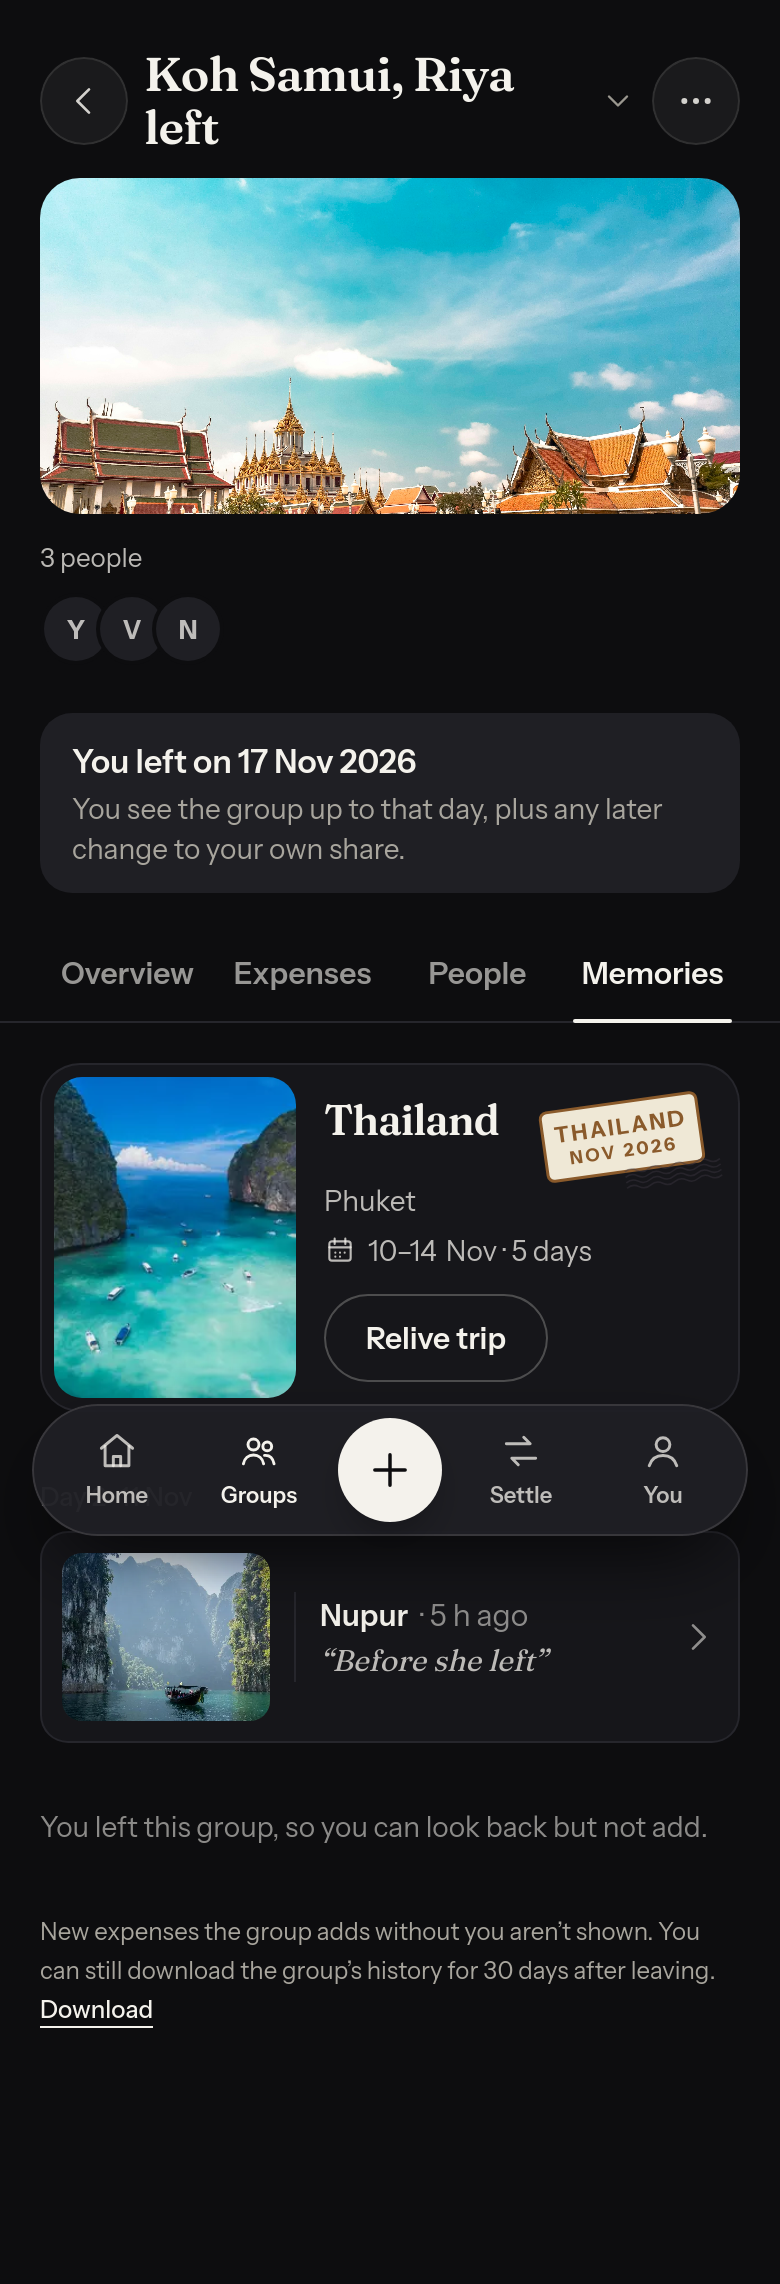 Koh Samui, Riya
left
3 people
Y V N
You left on 17 Nov 2026
You see the group up to that day, plus any later
change to your own share.
Overview Expenses People Memories
Thailand
THAILAND
NOV 2026
Phuket
10–14 Nov · 5 days
Relive trip
Home Groups Settle You
Nupur · 5 h ago
“Before she left”
You left this group, so you can look back but not add.
New expenses the group adds without you aren’t shown. You
can still download the group’s history for 30 days after leaving.
Download